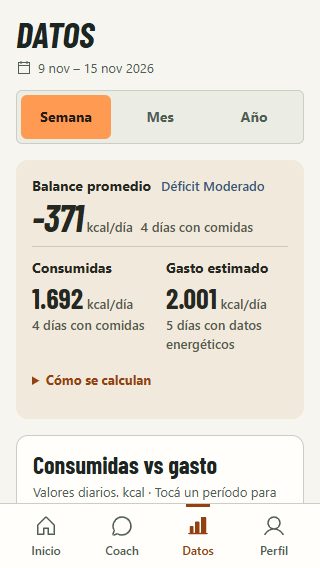 DATOS
9 nov – 15 nov 2026
Semana Mes Año
Balance promedio Déficit Moderado
-371 kcal/día 4 días con comidas
Consumidas Gasto estimado
1.692 kcal/día 2.001 kcal/día
4 días con comidas 5 días con datos
energéticos
Cómo se calculan
Consumidas vs gasto
Valores diarios. kcal · Tocá un período para
Inicio Coach Datos Perfil